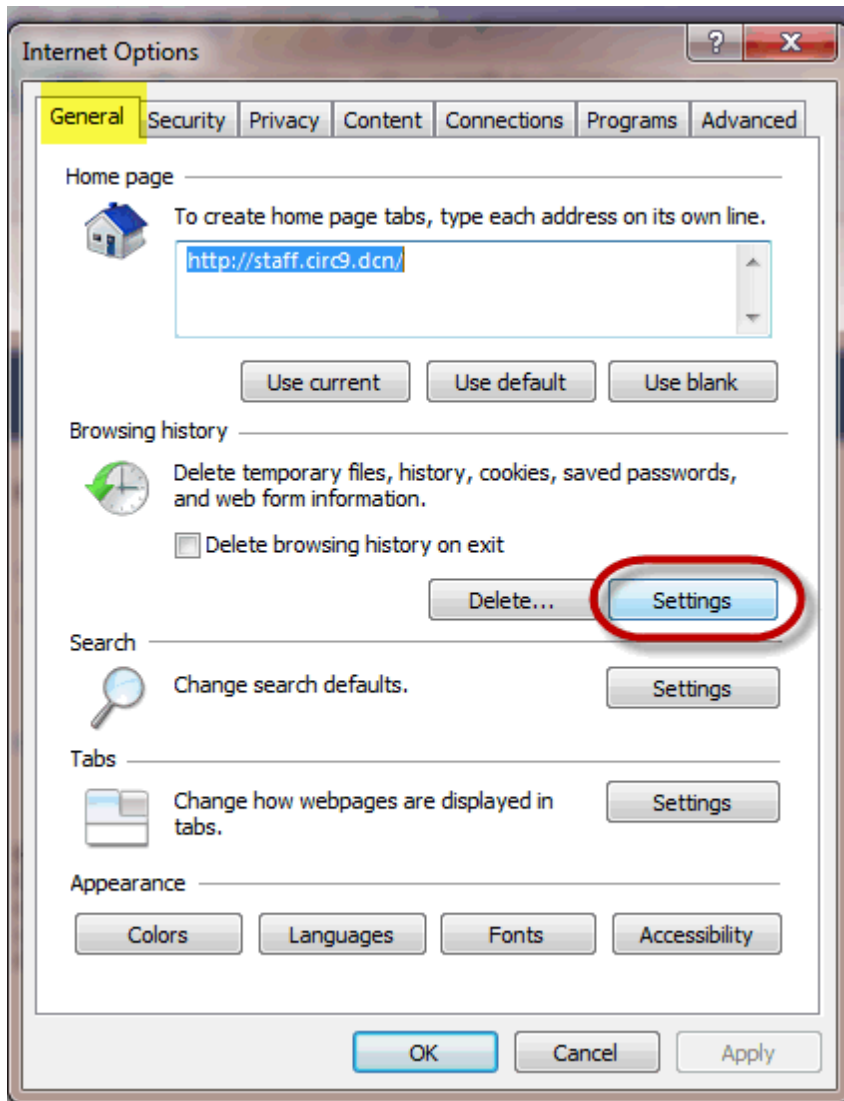 Internet Options
?
X
General Security Privacy Content Connections Programs Advanced
Home page
To create home page tabs, type each address on its own line.
http://staff.circ9.dcn/
Use current Use default Use blank
Browsing history
Delete temporary files, history, cookies, saved passwords,
and web form information.
Delete browsing history on exit
Delete... Settings
Search
Change search defaults. Settings
Tabs
Change how webpages are displayed in Settings
tabs.
Appearance
Colors Languages Fonts Accessibility
OK Cancel Apply